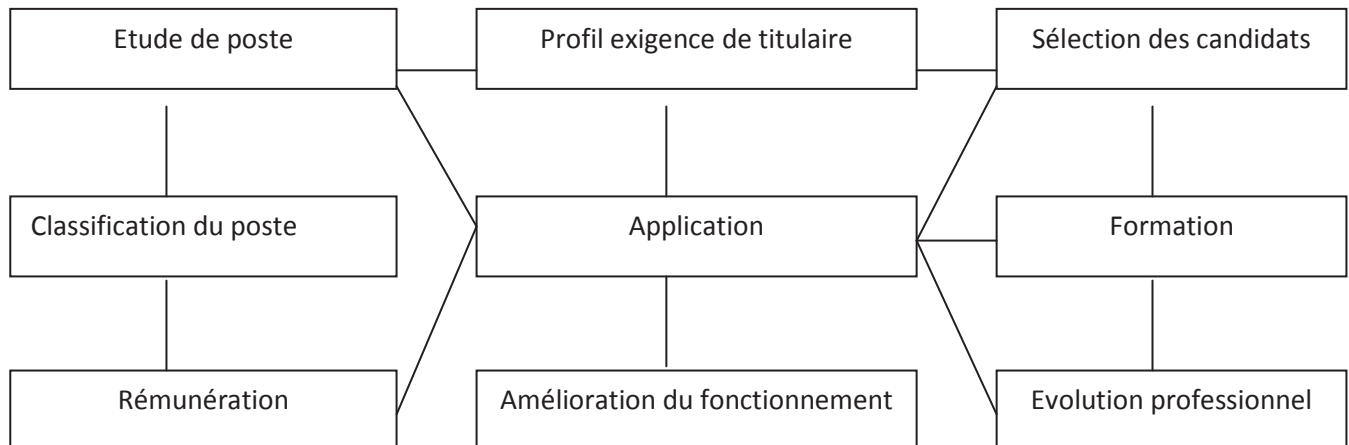 Etude de poste
Profil exigence de titulaire
Sélection des candidats
Classification du poste
Application
Formation
Rémunération
Amélioration du fonctionnement
Evolution professionnel